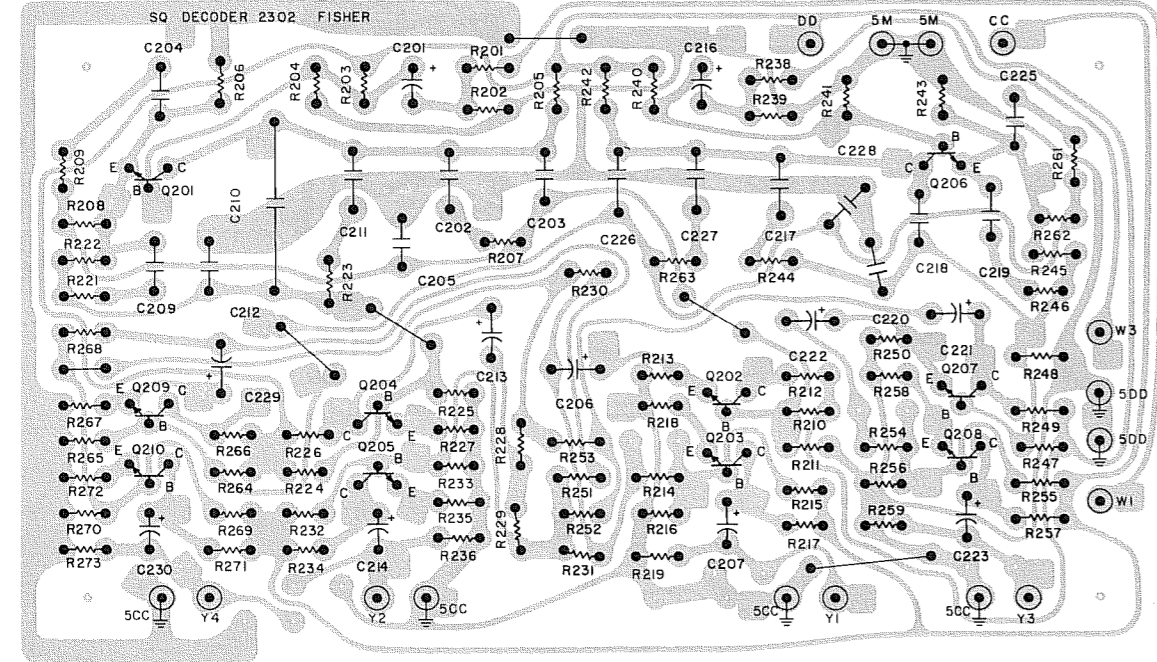 SQ DECODER 2302 FISHER
DD 5M 5M CC
C204 R206 R204 R203 C201 R201 R205 R242 R240 C216 R238 R241 R243 C225
R202 R239
R209 E C B Q201 C210 C228 B C E Q206 R261
R208 C211 C202 C203 C226 C227 C217 C218 C219 R262
R222 R223 C205 R207 R263 R244 R245
R221 C209 R230 R246
C212 C220 W3
R268 C213 R213 C222 R250 C221 R248
E Q209 C C229 Q204 B R225 C206 Q202 E C R212 R258 Q207 E C 5DD
R267 B C E R218 B R210 B R249
R265 Q210 R266 R226 Q205 R227 R228 R253 Q203 R211 R254 Q208 R247 5DD
E C B R264 R224 B C E R233 R251 R214 E C B R256 E C B R255
R272 R235 R215 W1
R270 R269 R232 R229 R252 R216 R259 R257
R273 C230 R271 R234 C214 R236 R231 R219 C207 R217 C223
5CC Y4 Y2 5CC 5CC Y1 5CC Y3